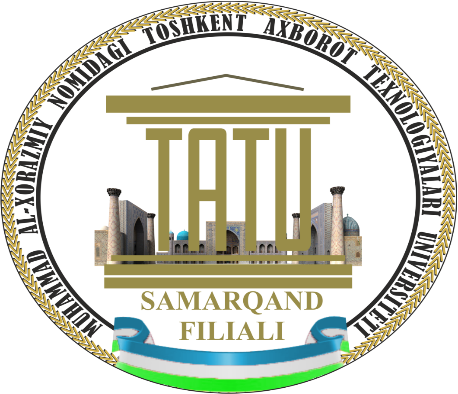 MUHAMMAD AL-XORAZMIY NOMIDAGI TOSHKENT AXBOROT TEXNOLOGIYALARI UNIVERSITETI
TATU
SAMARQAND
FILIALI